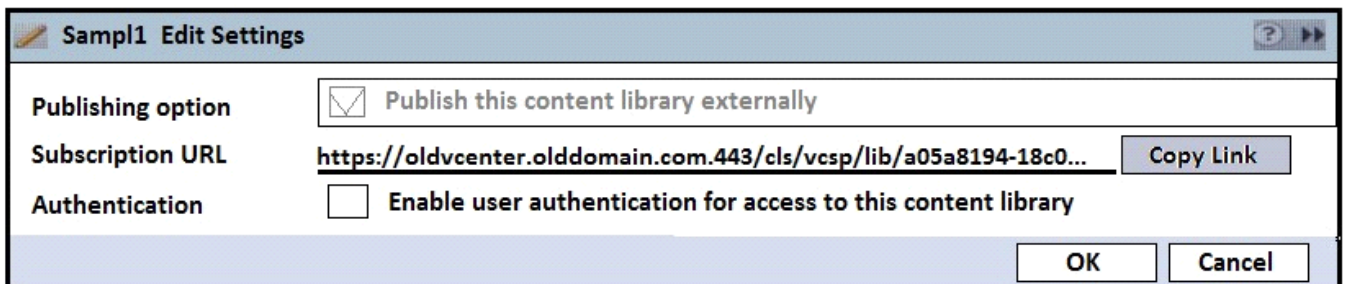 Sampl1 Edit Settings ?
Publishing option Publish this content library externally
Subscription URL https://oldvcenter.olddomain.com.443/cls/vcsp/lib/a05a8194-18c0... Copy Link
Authentication Enable user authentication for access to this content library
OK Cancel